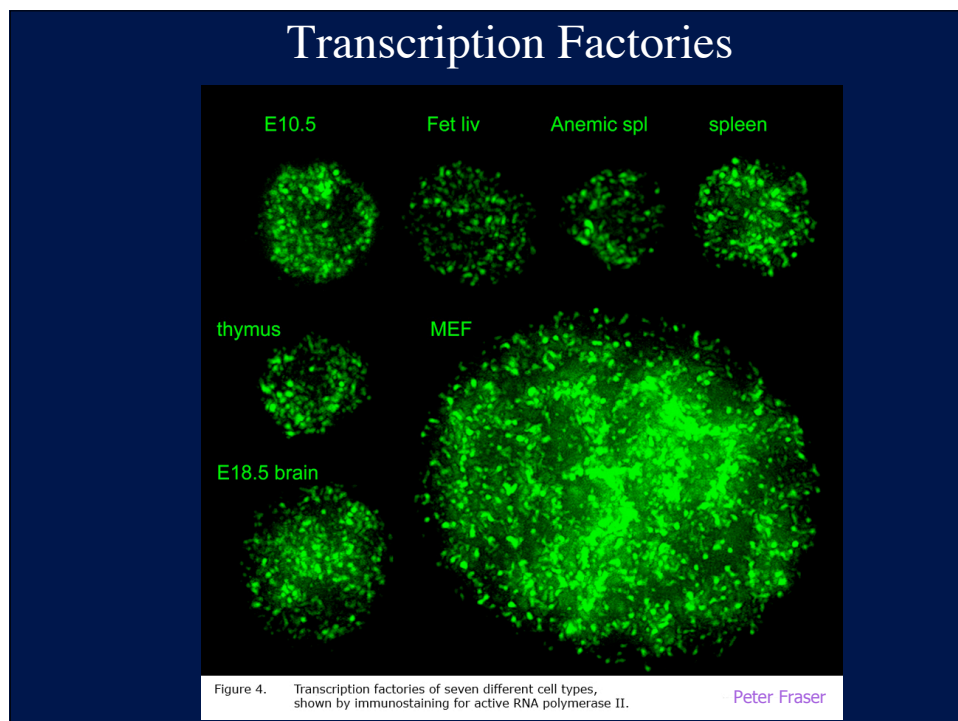 Transcription Factories
E10.5 Fet liv Anemic spl spleen
thymus MEF
E18.5 brain
Figure 4. Transcription factories of seven different cell types,
shown by immunostaining for active RNA polymerase II.
Peter Fraser